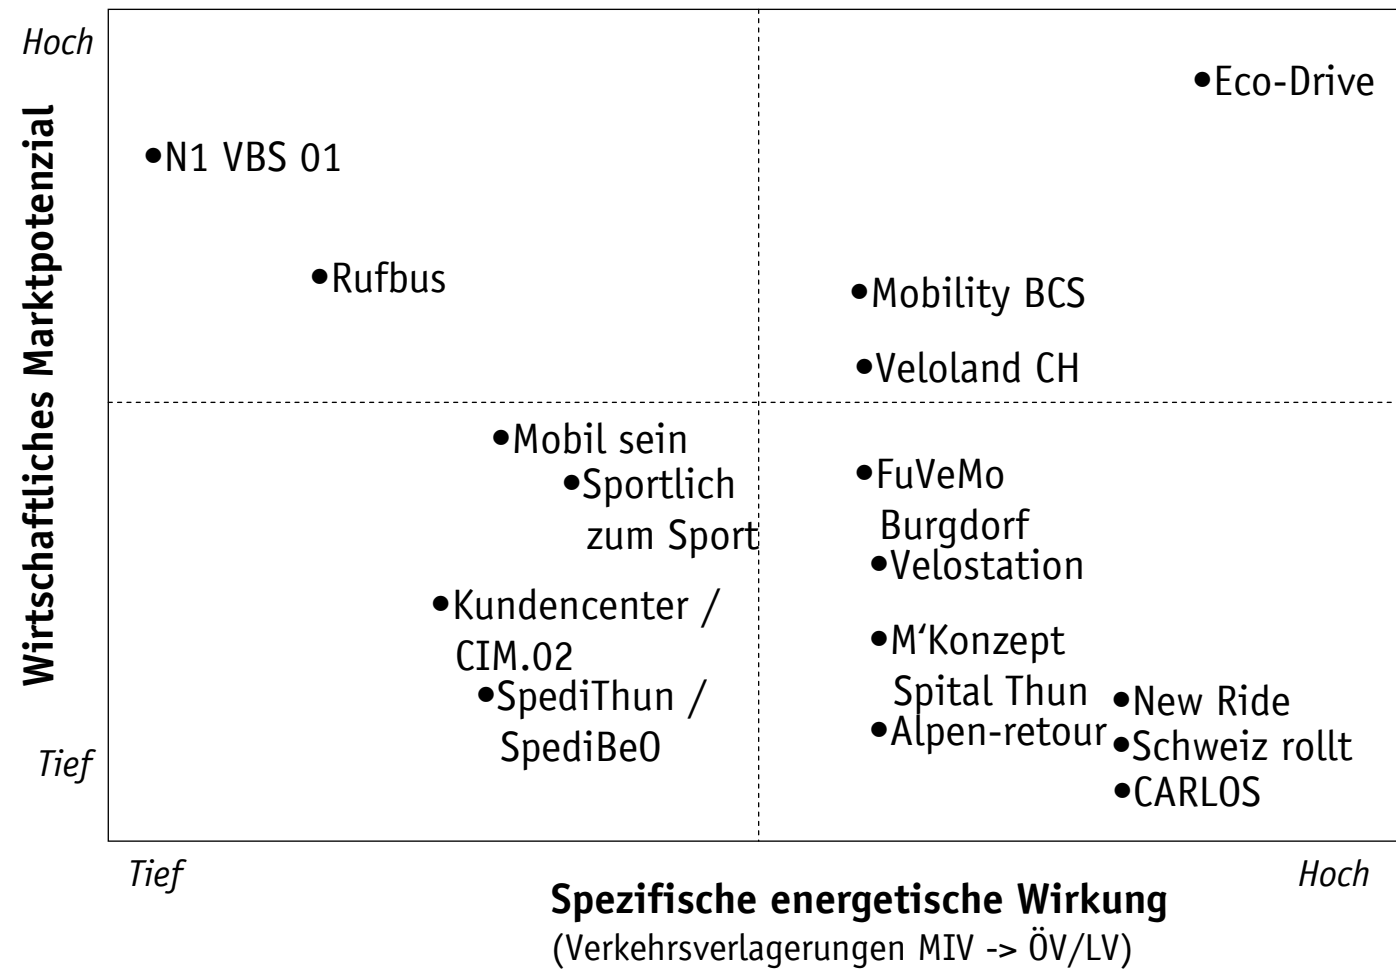 Hoch
Wirtschaftliches Marktpotenzial
Tief
•Eco-Drive
•N1 VBS 01
•Rufbus
•Mobility BCS
•Veloland CH
•Mobil sein
•Sportlich
zum Sport
•Kundencenter /
CIM.02
•SpediThun /
SpediBeO
•FuVeMo
Burgdorf
•Velostation
•M‘Konzept
Spital Thun
•Alpen-retour
•New Ride
•Schweiz rollt
•CARLOS
Tief
Hoch
Spezifische energetische Wirkung
(Verkehrsverlagerungen MIV -> ÖV/LV)